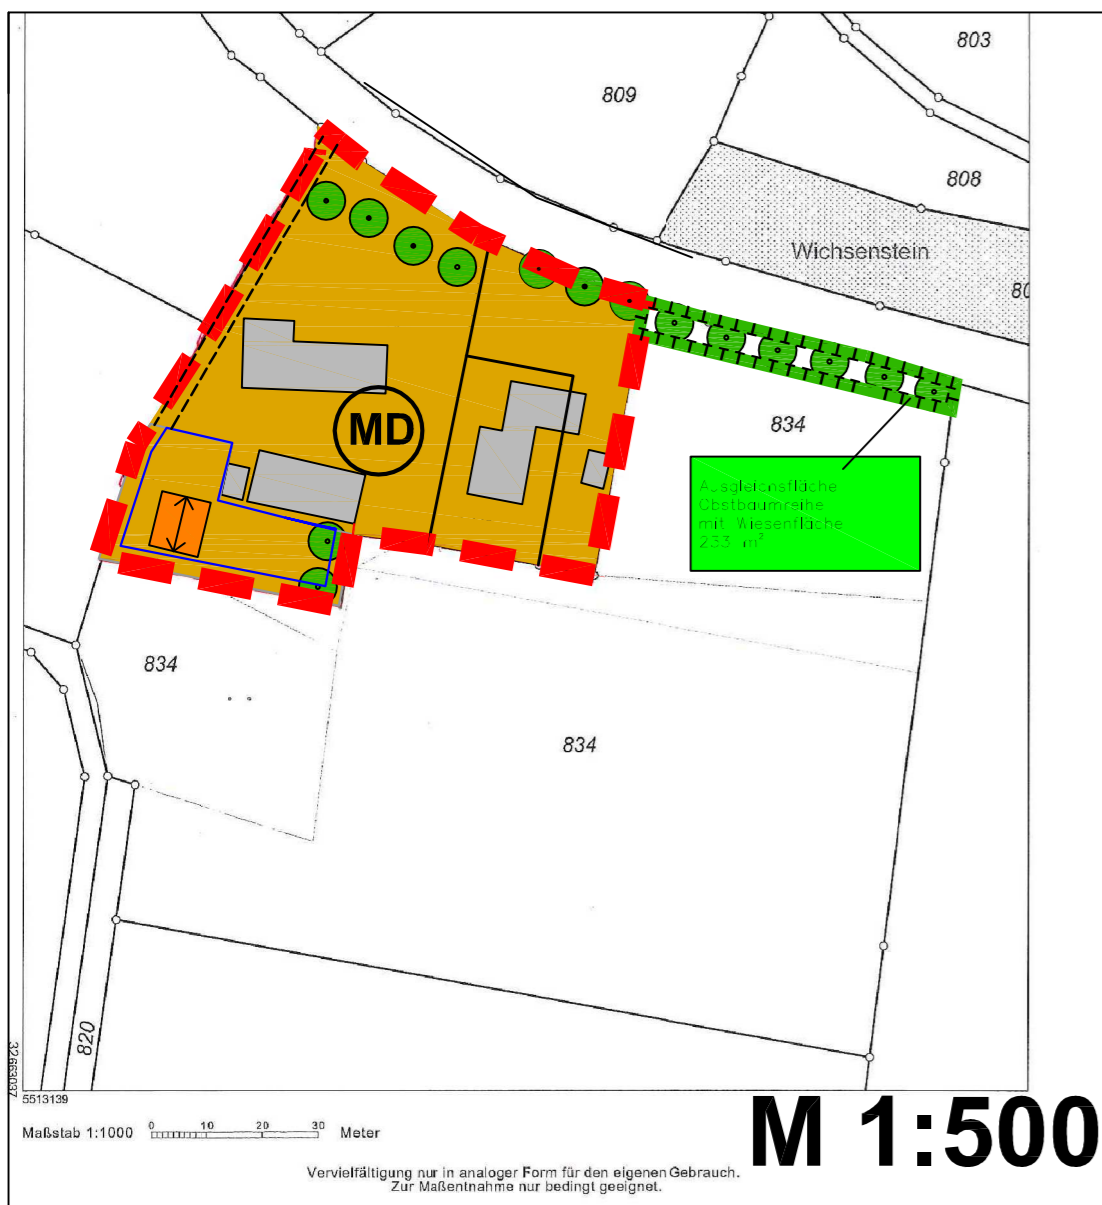 803
809
808
Wichsenstein
80
834
MD
Ausgleichsfläche
Obstbaumreihe
mit Wiesenfläche
233 m²
834
834
820
32663037
5513139
Maßstab 1:1000 0 10 20 30 Meter
M 1:500
Vervielfältigung nur in analoger Form für den eigenen Gebrauch.
Zur Maßentnahme nur bedingt geeignet.